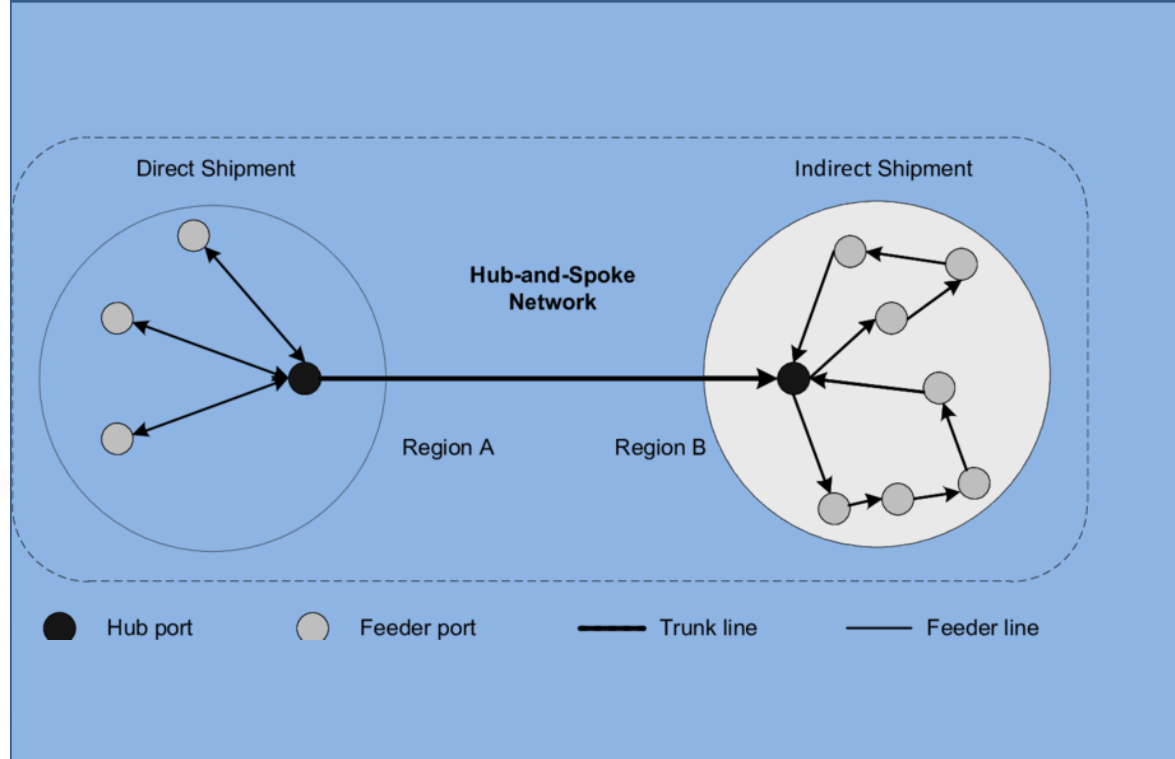 Direct Shipment
Indirect Shipment
Hub-and-Spoke
Network
Region A
Region B
Hub port
Feeder port
Trunk line
Feeder line